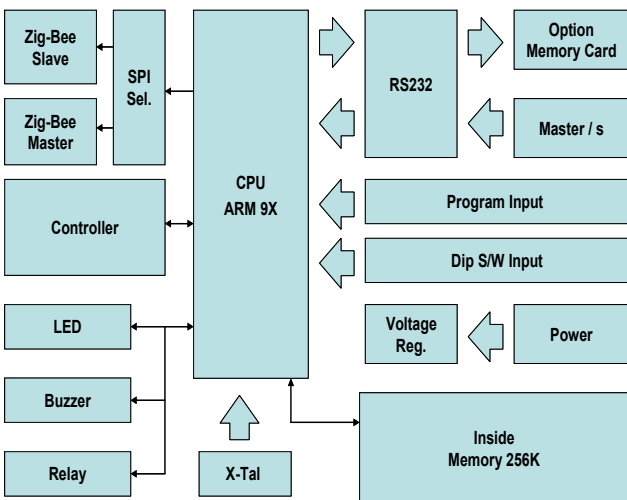 Zig-Bee
Slave
SPI
Sel.
Zig-Bee
Master
Controller
LED
Buzzer
Relay
CPU
ARM 9X
X-Tal
RS232
Option
Memory Card
Master / s
Program Input
Dip S/W Input
Voltage
Reg.
Power
Inside
Memory 256K